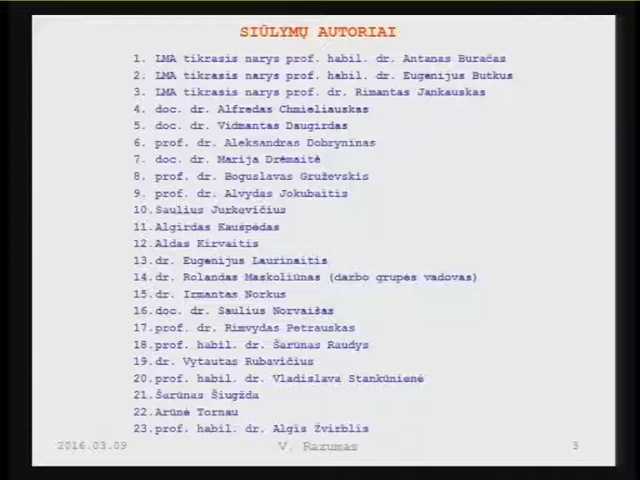 SIŪLYMŲ AUTORIAI
1. LMA tikrasis narys prof. habil. dr. Antanas Buračas
2. LMA tikrasis narys prof. habil. dr. Eugenijus Butkus
3. LMA tikrasis narys prof. dr. Rimantas Jankauskas
4. doc. dr. Alfredas Chmieliauskas
5. doc. dr. Vidmantas Daugirdas
6. prof. dr. Aleksandras Dobryninas
7. doc. dr. Marija Drėmaitė
8. prof. dr. Boguslavas Gruževskis
9. prof. dr. Alvydas Jokubaitis
10. Saulius Jurkevičius
11. Algirdas Kaušpėdas
12. Aldas Kirvaitis
13. dr. Eugenijus Laurinaitis
14. dr. Rolandas Maskoliūnas (darbo grupės vadovas)
15. dr. Irmantas Norkus
16. doc. dr. Saulius Norvaišas
17. prof. dr. Rimvydas Petrauskas
18. prof. habil. dr. Šarūnas Raudys
19. dr. Vytautas Rubavičius
20. prof. habil. dr. Vladislava Stankūnienė
21. Šarūnas Šiugžda
22. Arūnė Tornau
23. prof. habil. dr. Algis Žvirblis
2016.03.09 V. Razumas 3